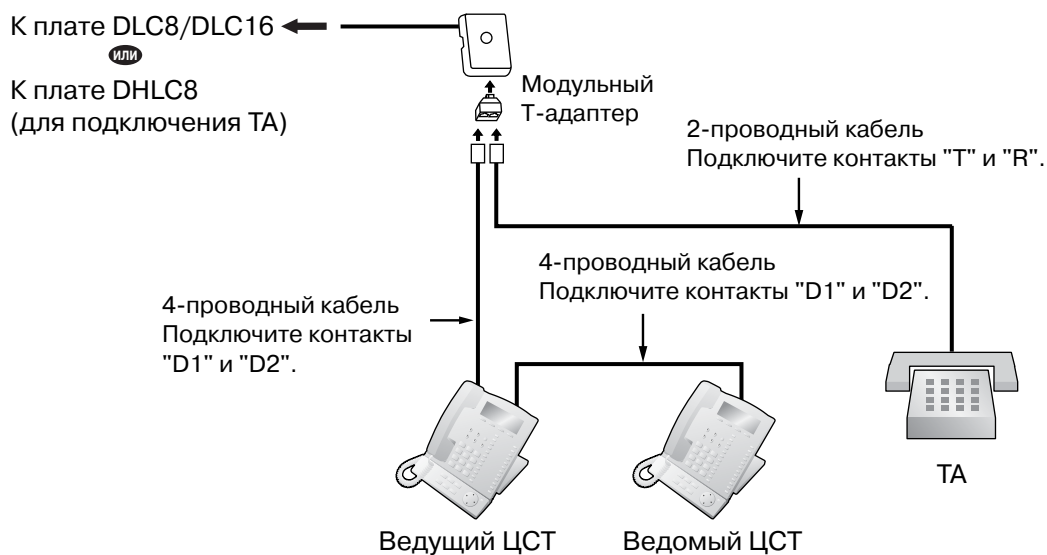 К плате DLC8/DLC16
или
К плате DHLC8
(для подключения ТА)
Модульный
Т-адаптер
2-проводный кабель
Подключите контакты "T" и "R".
4-проводный кабель
Подключите контакты "D1" и "D2".
4-проводный кабель
Подключите контакты
"D1" и "D2".
ТА
Ведущий ЦСТ
Ведомый ЦСТ